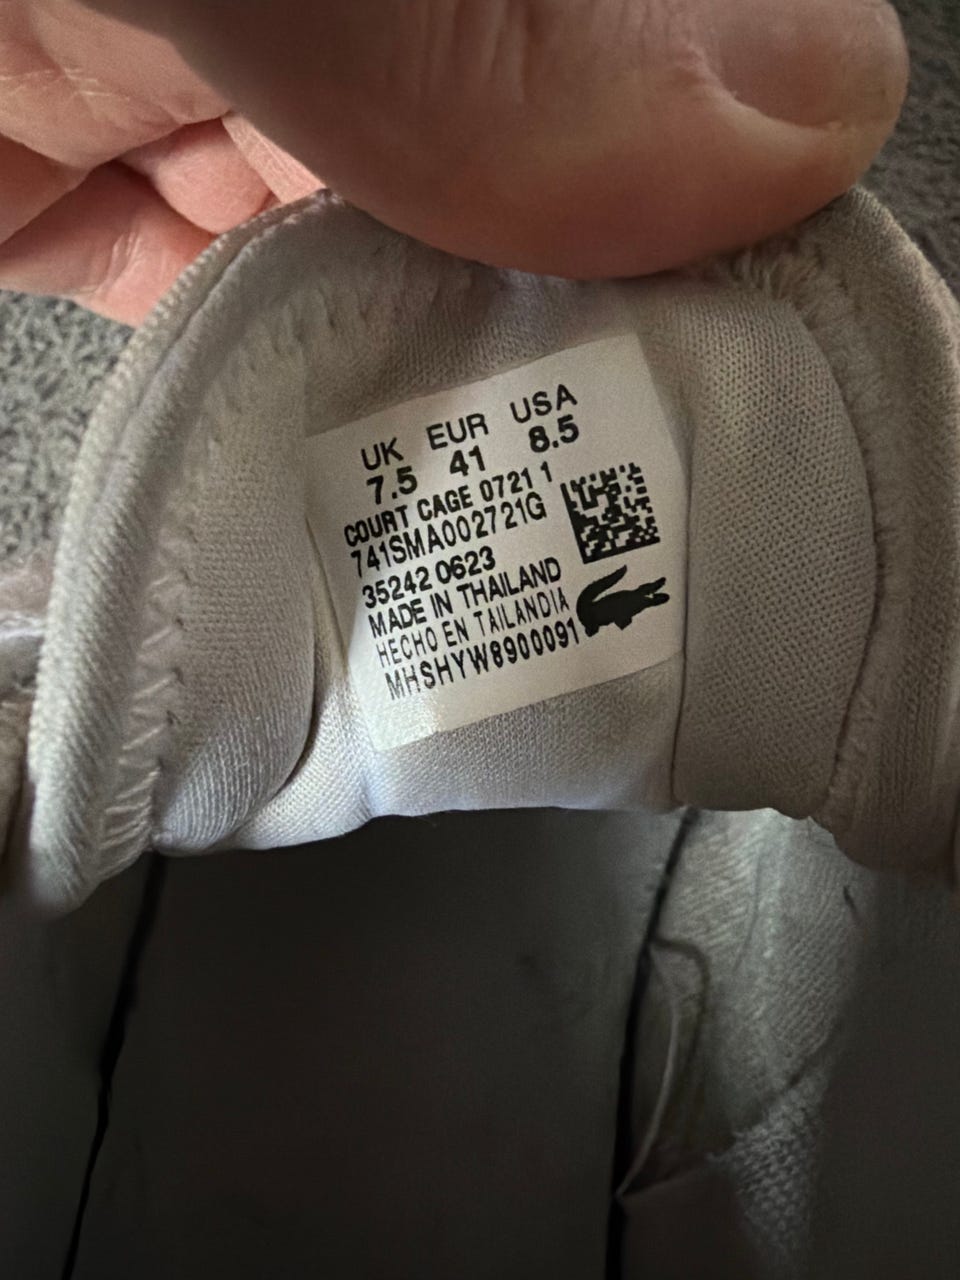 UK EUR USA
7.5 41 8.5
COURT CAGE 0721 1
741SMA002721G
35242 0623
MADE IN THAILAND
HECHO EN TAILANDIA
MHSHYW8900091